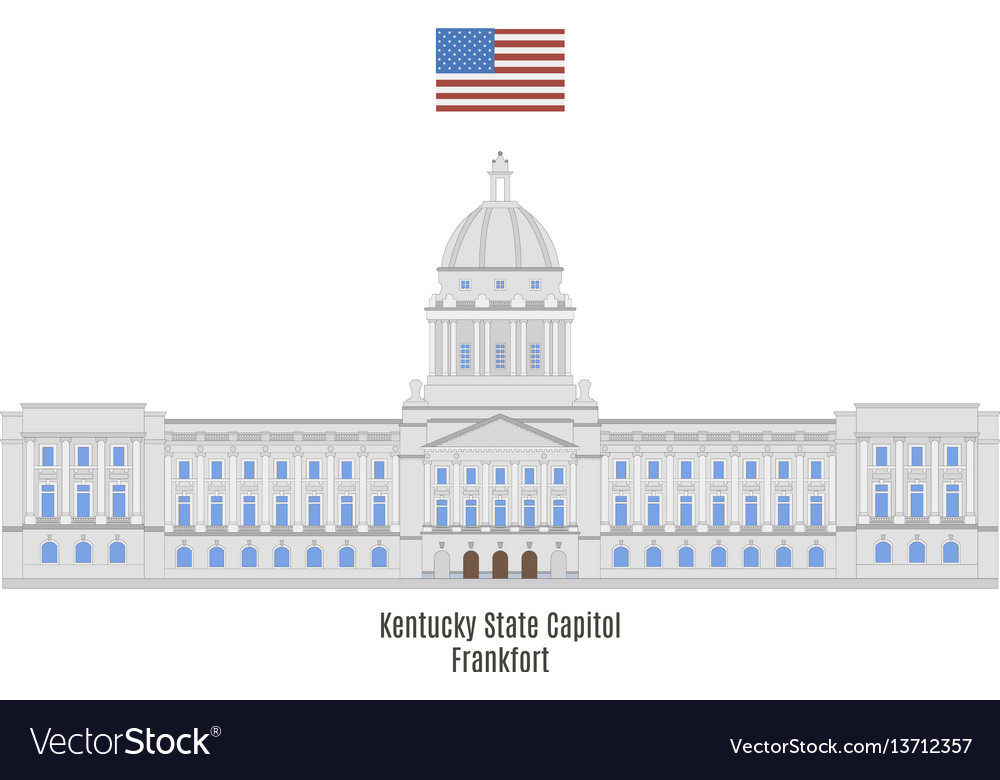 Kentucky State Capitol
Frankfort
VectorStock®
VectorStock.com/13712357